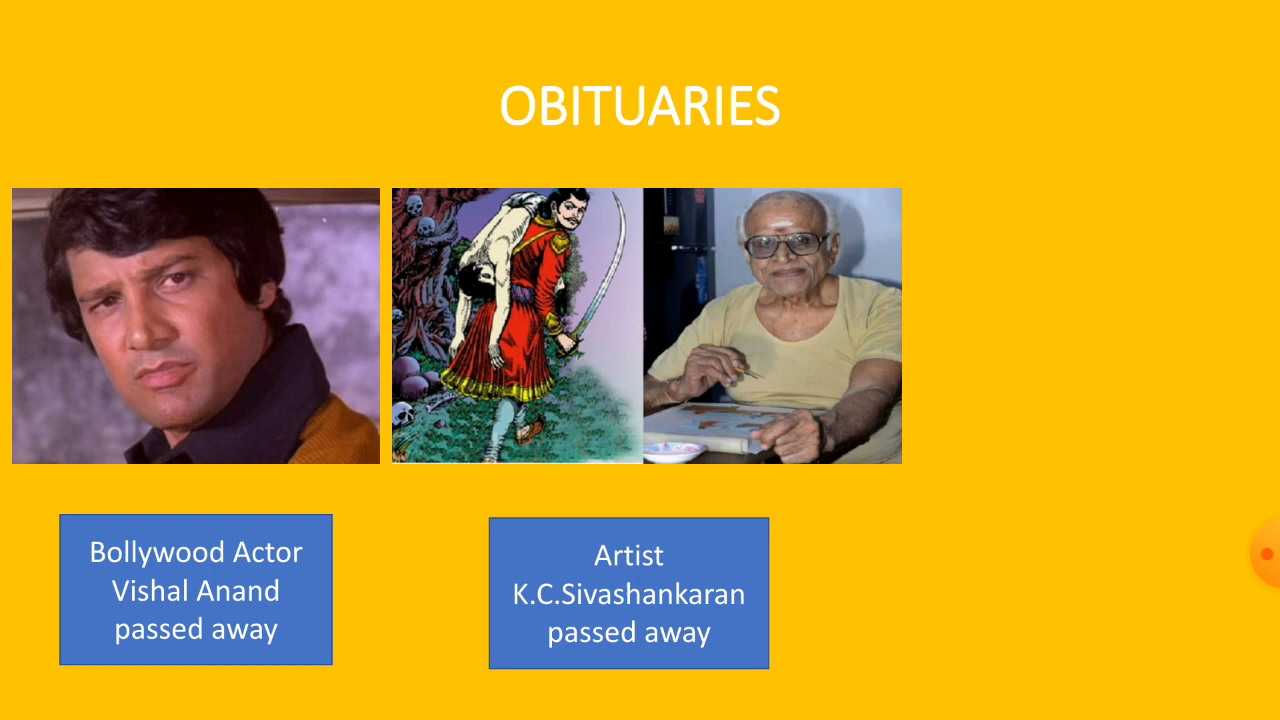 OBITUARIES
Bollywood Actor
Vishal Anand
passed away
Artist
K.C.Sivashankaran
passed away